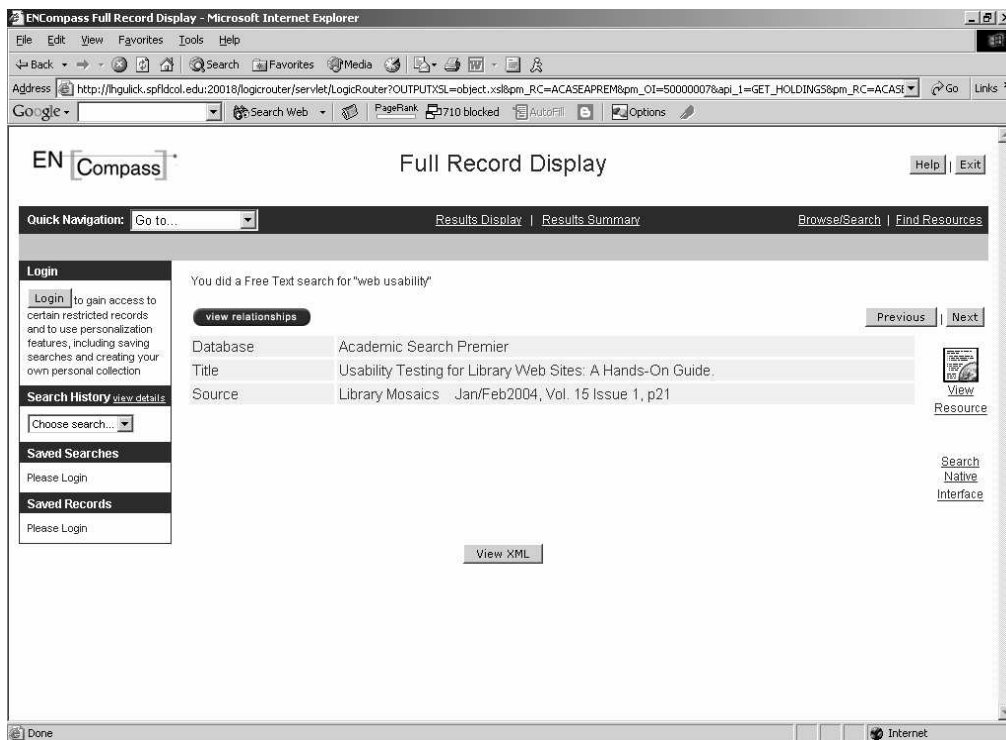 ENCompass Full Record Display - Microsoft Internet Explorer
File Edit View Favorites Tools Help
Back Search Favorites Media
Address http://lhgulick.spfldcol.edu:20018/logicrouter/servlet/LogicRouter?OUTPUTXSL=object.xsl&pm_RC=ACASEAPREM&pm_OI=50000007&api_1=GET_HOLDINGS&pm_RC=ACASE Go Links
Google Search Web PageRank 710 blocked AutoFill Options
EN Compass
Full Record Display
Help | Exit
Quick Navigation: Go to... Results Display | Results Summary Browse/Search | Find Resources
Login
Login to gain access to
certain restricted records
and to use personalization
features, including saving
searches and creating your
own personal collection
Search History view details
Choose search...
Saved Searches
Please Login
Saved Records
Please Login
You did a Free Text search for "web usability"
view relationships
Previous | Next
Database Academic Search Premier
Title Usability Testing for Library Web Sites: A Hands-On Guide.
Source Library Mosaics Jan/Feb2004, Vol. 15 Issue 1, p21
View
Resource
Search
Native
Interface
View XML
Done Internet